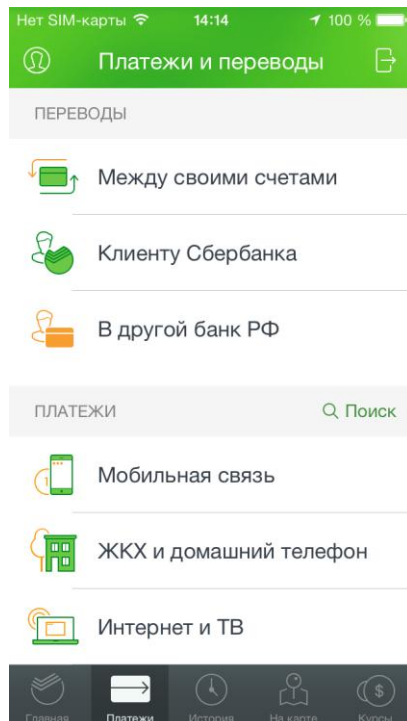 Нет SIM-карты 14:14 100 %
Платежи и переводы
ПЕРЕВОДЫ
Между своими счетами
Клиенту Сбербанка
В другой банк РФ
ПЛАТЕЖИ Поиск
Мобильная связь
ЖКХ и домашний телефон
Интернет и ТВ
Главная Платежи История На карте Курсы